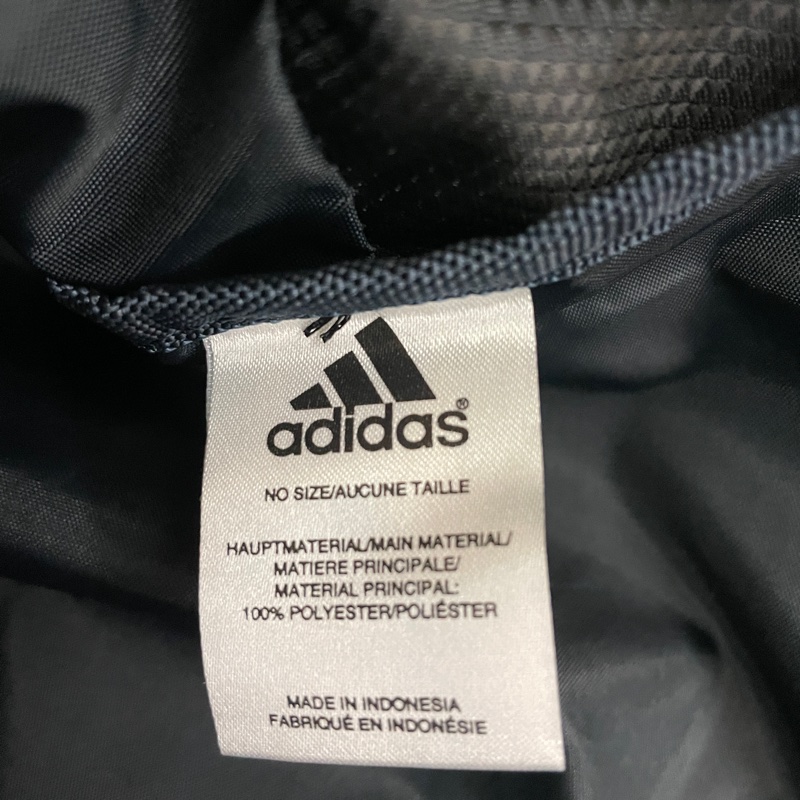 adidas®
NO SIZE/AUCUNE TAILLE
HAUPTMATERIAL/MAIN MATERIAL/
MATIERE PRINCIPALE/
MATERIAL PRINCIPAL:
100% POLYESTER/POLIÉSTER
MADE IN INDONESIA
FABRIQUÉ EN INDONÉSIE